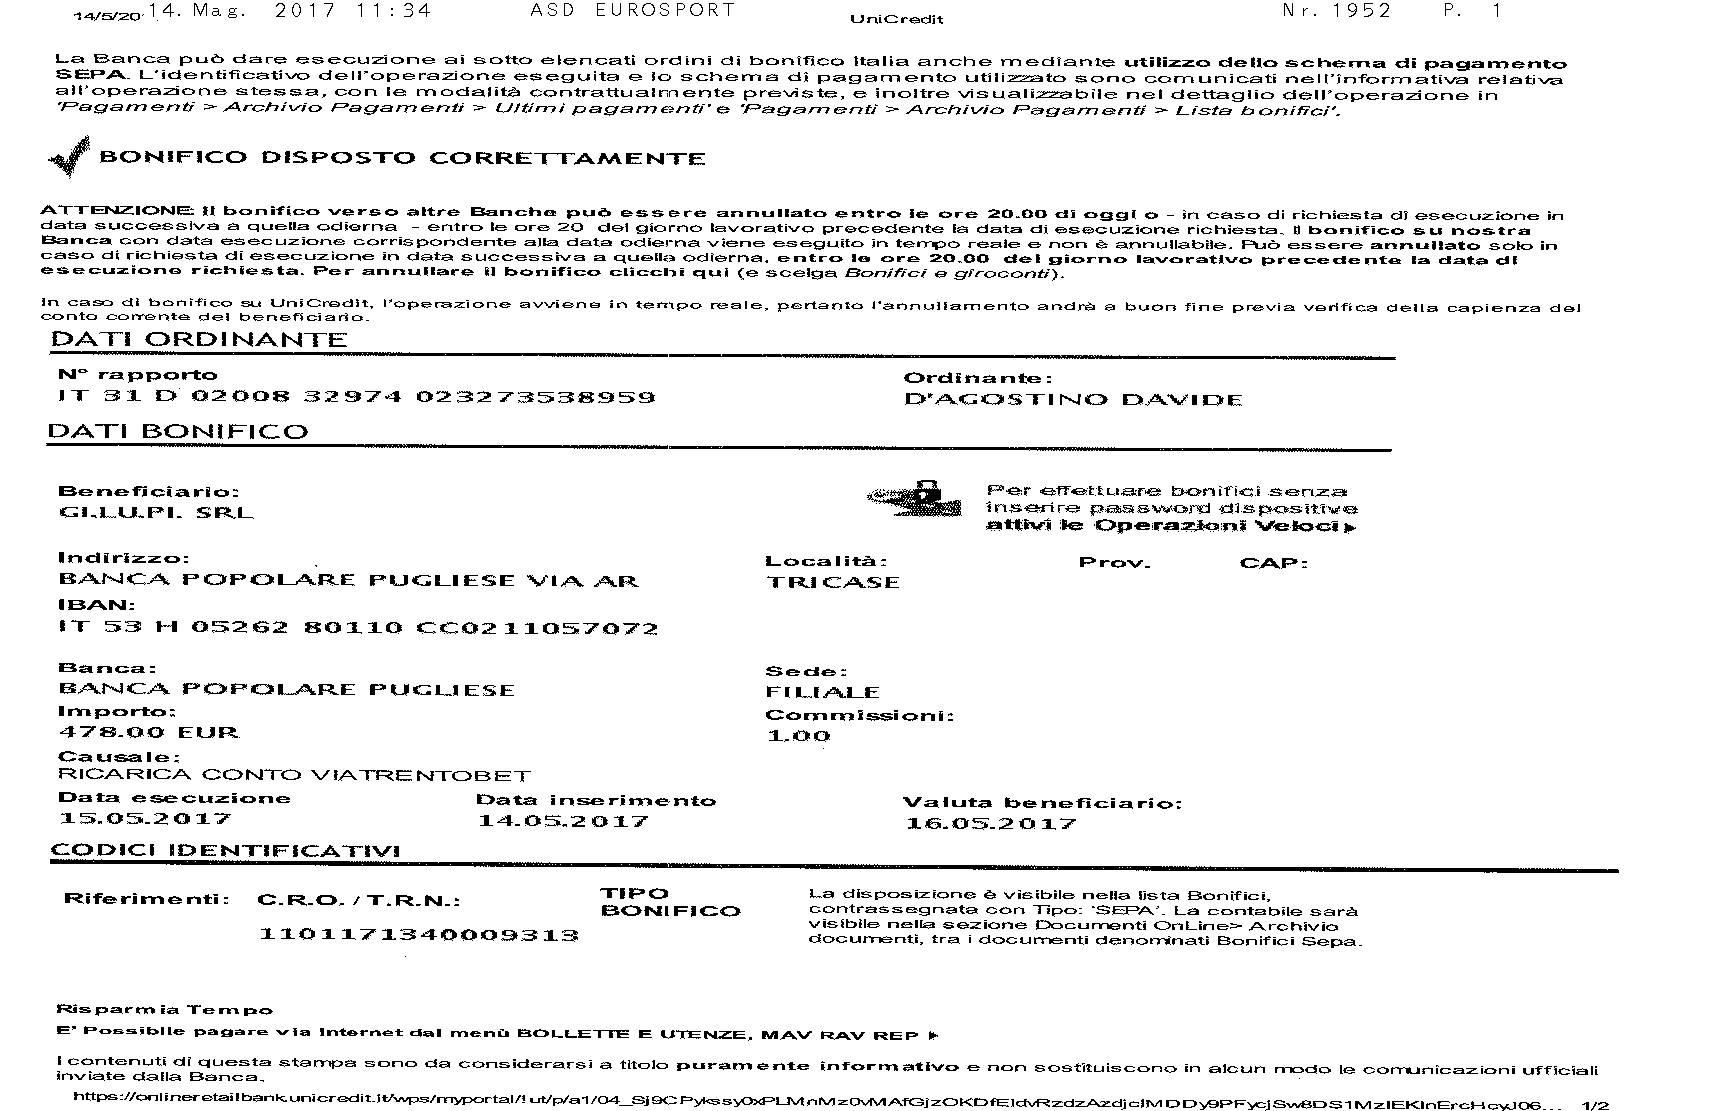 14/5/20 14. Mag. 2017 11:34 ASD EUROSPORT UniCredit Nr. 1952 P. 1
La Banca può dare esecuzione ai sotto elencati ordini di bonifico Italia anche mediante utilizzo dello schema di pagamento
SEPA. L'identificativo dell'operazione eseguita e lo schema di pagamento utilizzato sono comunicati nell'informativa relativa
all'operazione stessa, con le modalità contrattualmente previste, e inoltre visualizzabile nel dettaglio dell'operazione in
'Pagamenti > Archivio Pagamenti > Ultimi pagamenti' e 'Pagamenti > Archivio Pagamenti > Lista bonifici'.
BONIFICO DISPOSTO CORRETTAMENTE
ATTENZIONE: Il bonifico verso altre Banche può essere annullato entro le ore 20.00 di oggi o - in caso di richiesta di esecuzione in
data successiva a quella odierna - entro le ore 20 del giorno lavorativo precedente la data di esecuzione richiesta. Il bonifico su nostra
Banca con data esecuzione corrispondente alla data odierna viene eseguito in tempo reale e non è annullabile. Può essere annullato solo in
caso di richiesta di esecuzione in data successiva a quella odierna, entro le ore 20.00 del giorno lavorativo precedente la data di
esecuzione richiesta. Per annullare il bonifico clicchi qui (e scelga Bonifici e giroconti).
In caso di bonifico su UniCredit, l'operazione avviene in tempo reale, pertanto l'annullamento andrà a buon fine previa verifica della capienza del
conto corrente del beneficiario.
DATI ORDINANTE
N° rapporto Ordinante:
IT 31 D 02008 32974 023273538959 D'AGOSTINO DAVIDE
DATI BONIFICO
Beneficiario:
GI.LU.PI. SRL
Per effettuare bonifici senza
inserire password dispositive
attivi le Operazioni Veloci
Indirizzo: Località: Prov. CAP:
BANCA POPOLARE PUGLIESE VIA AR TRICASE
IBAN:
IT 53 H 05262 80110 CC0211057072
Banca: Sede:
BANCA POPOLARE PUGLIESE FILIALE
Importo: Commissioni:
478.00 EUR 1.00
Causale:
RICARICA CONTO VIATRENTOBET
Data esecuzione Data inserimento Valuta beneficiario:
15.05.2017 14.05.2017 16.05.2017
CODICI IDENTIFICATIVI
Riferimenti: C.R.O. / T.R.N.: TIPO
BONIFICO
1101171340009313
La disposizione è visibile nella lista Bonifici,
contrassegnata con Tipo: 'SEPA'. La contabile sarà
visibile nella sezione Documenti OnLine> Archivio
documenti, tra i documenti denominati Bonifici Sepa.
Risparmia Tempo
E' Possibile pagare via Internet dal menù BOLLETTE E UTENZE, MAV RAV REP
I contenuti di questa stampa sono da considerarsi a titolo puramente informativo e non sostituiscono in alcun modo le comunicazioni ufficiali
inviate dalla Banca.
1/2